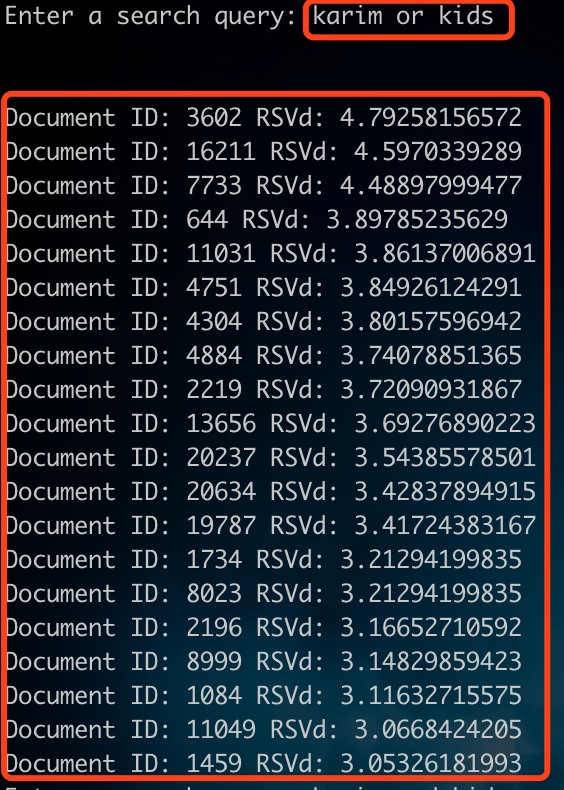 Enter a search query: karim or kids
Document ID: 3602 RSVd: 4.79258156572
Document ID: 16211 RSVd: 4.5970339289
Document ID: 7733 RSVd: 4.48897999477
Document ID: 644 RSVd: 3.89785235629
Document ID: 11031 RSVd: 3.86137006891
Document ID: 4751 RSVd: 3.84926124291
Document ID: 4304 RSVd: 3.80157596942
Document ID: 4884 RSVd: 3.74078851365
Document ID: 2219 RSVd: 3.72090931867
Document ID: 13656 RSVd: 3.69276890223
Document ID: 20237 RSVd: 3.54385578501
Document ID: 20634 RSVd: 3.42837894915
Document ID: 19787 RSVd: 3.41724383167
Document ID: 1734 RSVd: 3.21294199835
Document ID: 8023 RSVd: 3.21294199835
Document ID: 2196 RSVd: 3.16652710592
Document ID: 8999 RSVd: 3.14829859423
Document ID: 1084 RSVd: 3.11632715575
Document ID: 11049 RSVd: 3.0668424205
Document ID: 1459 RSVd: 3.05326181993